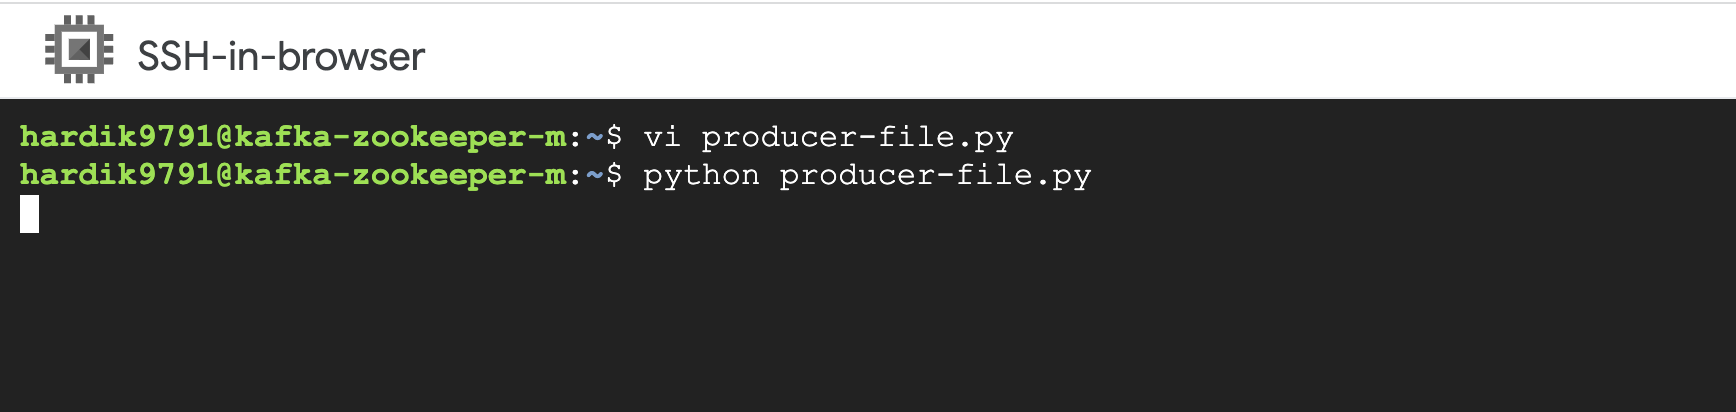 SSH-in-browser
hardik9791@kafka-zookeeper-m:~$ vi producer-file.py
hardik9791@kafka-zookeeper-m:~$ python producer-file.py